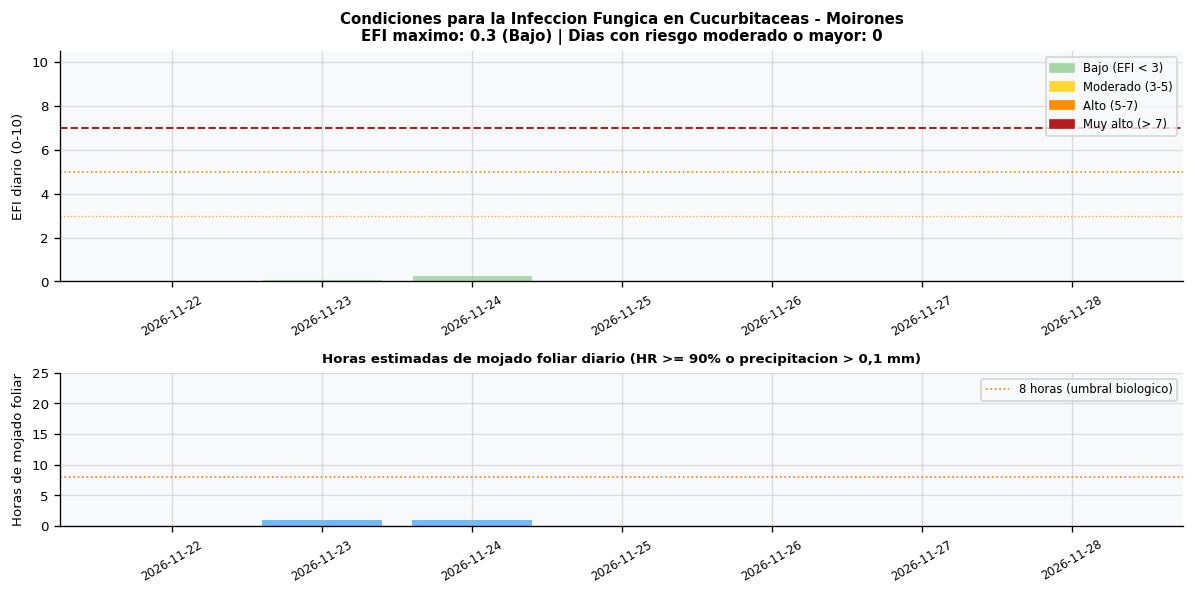 Condiciones para la Infeccion Fungica en Cucurbitaceas - Moirones
EFI maximo: 0.3 (Bajo) | Dias con riesgo moderado o mayor: 0
EFI diario (0-10)
10
8
6
4
2
0
Bajo (EFI < 3)
Moderado (3-5)
Alto (5-7)
Muy alto (> 7)
2026-11-22
2026-11-23
2026-11-24
2026-11-25
2026-11-26
2026-11-27
2026-11-28
Horas estimadas de mojado foliar diario (HR >= 90% o precipitacion > 0,1 mm)
Horas de mojado foliar
25
20
15
10
5
0
8 horas (umbral biologico)
2026-11-22
2026-11-23
2026-11-24
2026-11-25
2026-11-26
2026-11-27
2026-11-28